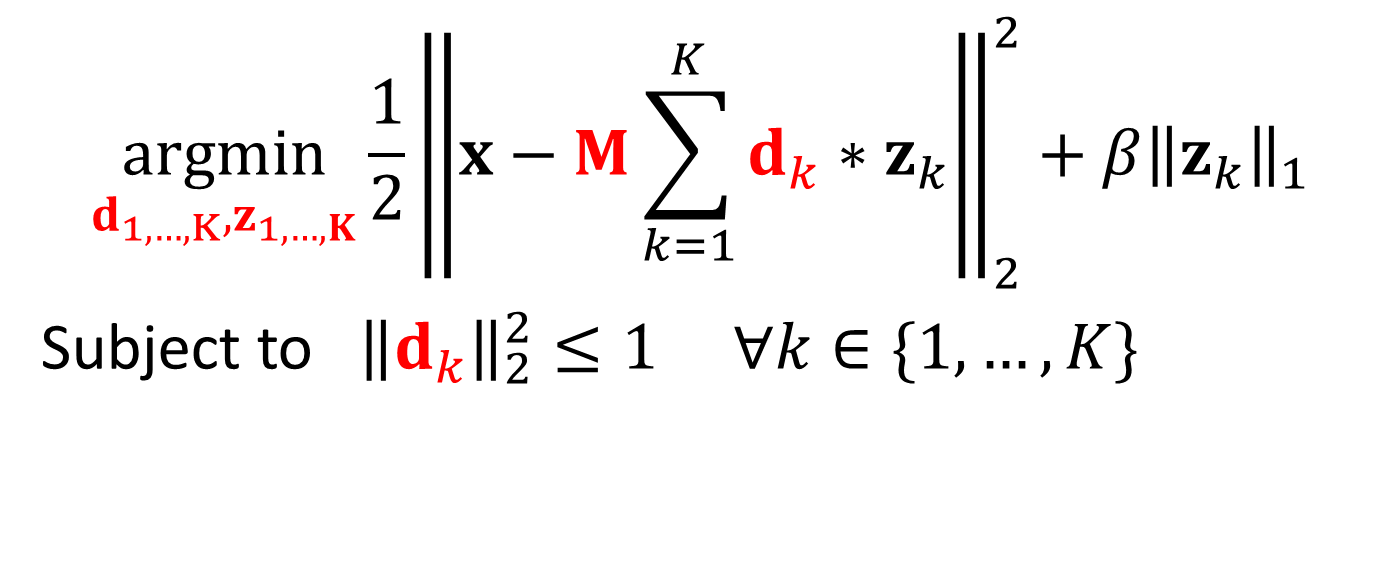 argmin_{d_{1,…,K},z_{1,…,K}} \frac{1}{2} ‖x − M ∑_{k=1}^{K} d_k * z_k‖_2^2 + β‖z_k‖_1
Subject to ‖d_k‖_2^2 ≤ 1 ∀k ∈ {1, … , K}